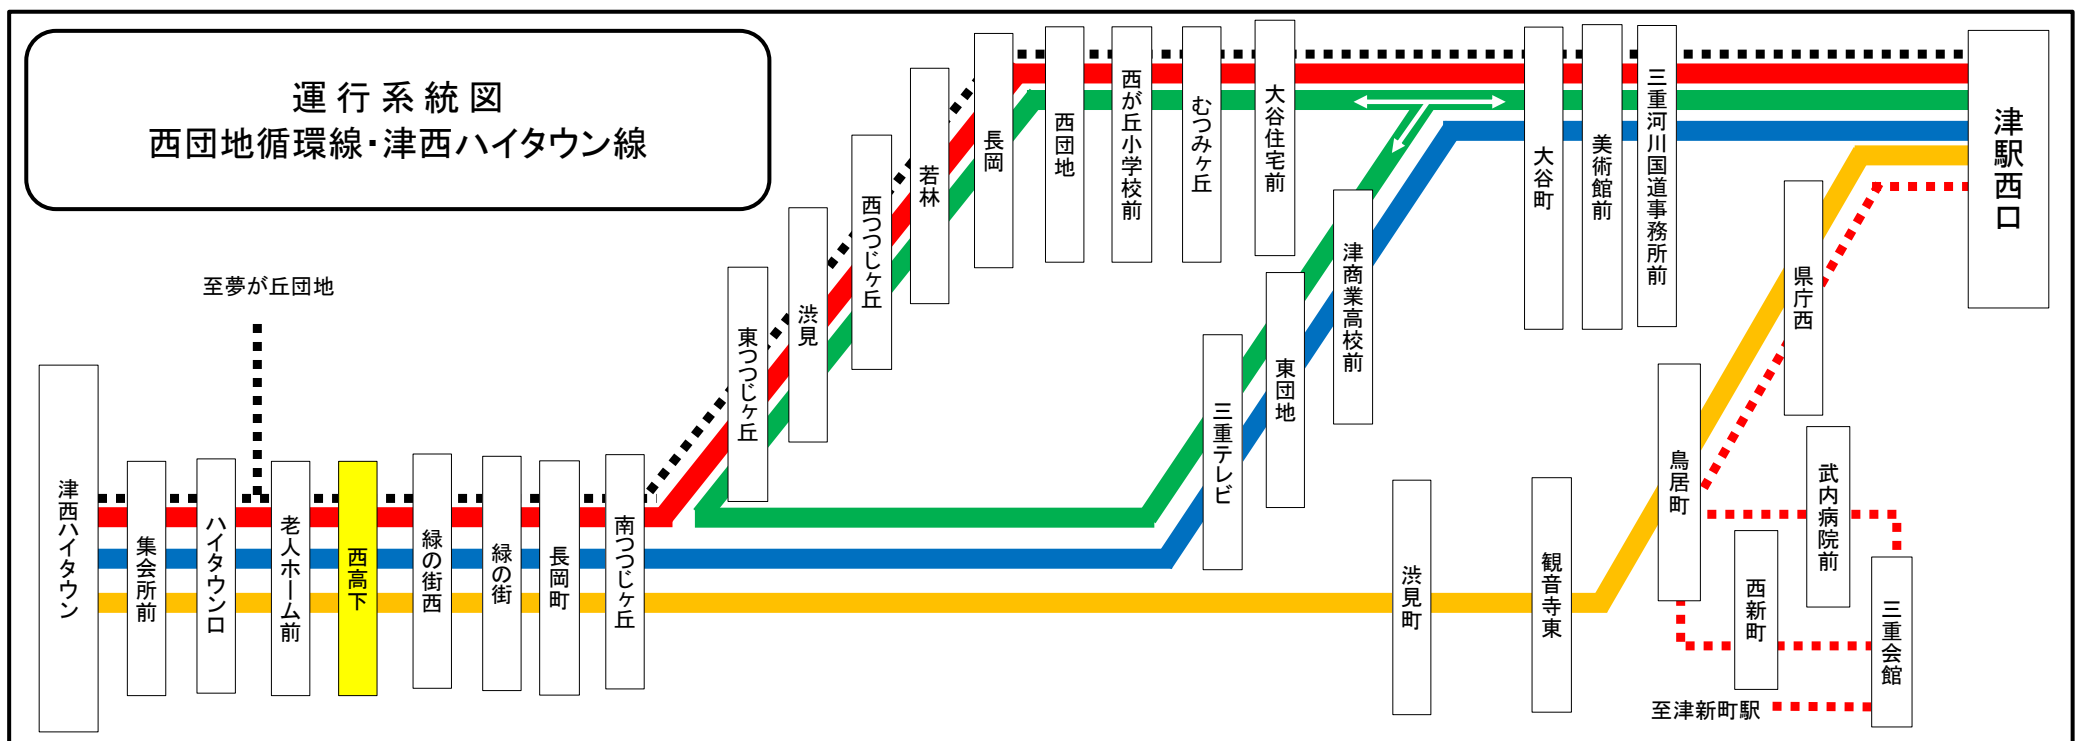 運行系統図
西団地循環線・津西ハイタウン線
至夢が丘団地
津西ハイタウン
集会所前
ハイタウン口
老人ホーム前
西高下
緑の街西
緑の街
長岡町
南つつじヶ丘
東つつじヶ丘
渋見
西つつじヶ丘
若林
長岡
西団地
西が丘小学校前
むつみヶ丘
大谷住宅前
三重テレビ
東団地
津商業高校前
大谷町
美術館前
三重河川国道事務所前
津駅西口
渋見町
観音寺東
鳥居町
県庁西
西新町
武内病院前
三重会館
至津新町駅